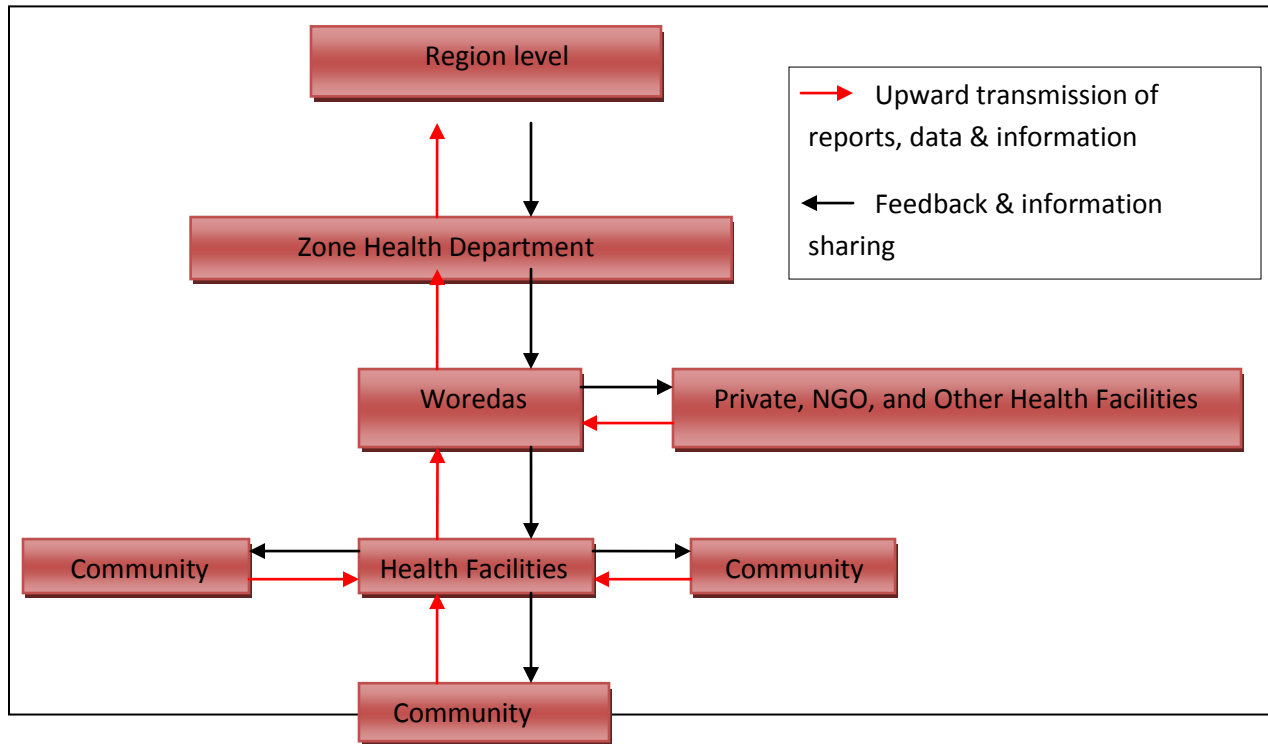 Region level
Upward transmission of
reports, data & information
Feedback & information
sharing
Zone Health Department
Woredas
Private, NGO, and Other Health Facilities
Community
Health Facilities
Community
Community